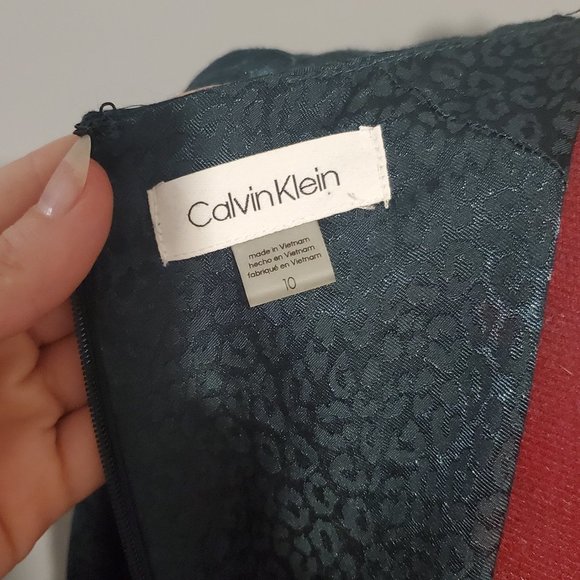 Calvin Klein
made in Vietnam
hecho en Vietnam
fabriqué en Vietnam
10